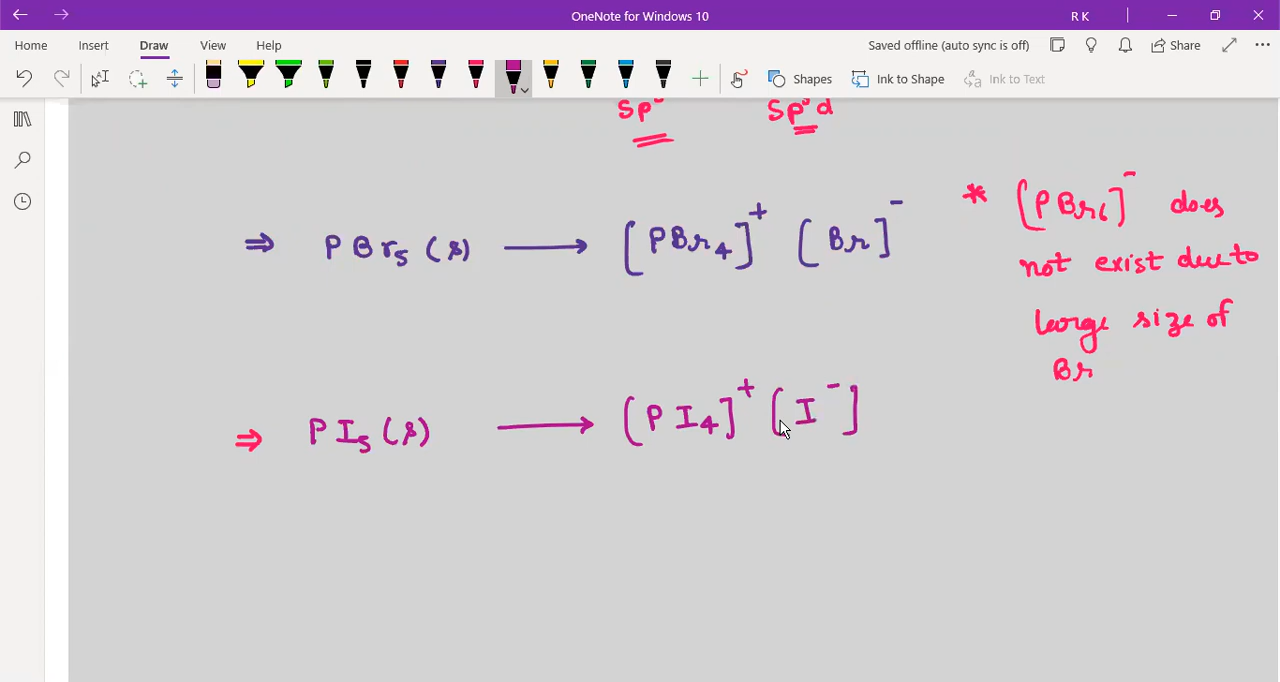 OneNote for Windows 10
R K
Home Insert Draw View Help
Saved offline (auto sync is off)
Share
Shapes
Ink to Shape
Ink to Text
sp³ sp³d
⇒ PBr₅ (s) ⟶ [PBr₄]⁺ [Br]⁻
* [PBr₆]⁻ does
not exist due to
large size of
Br
⇒ PI₅ (s) ⟶ [PI₄]⁺ [I⁻]